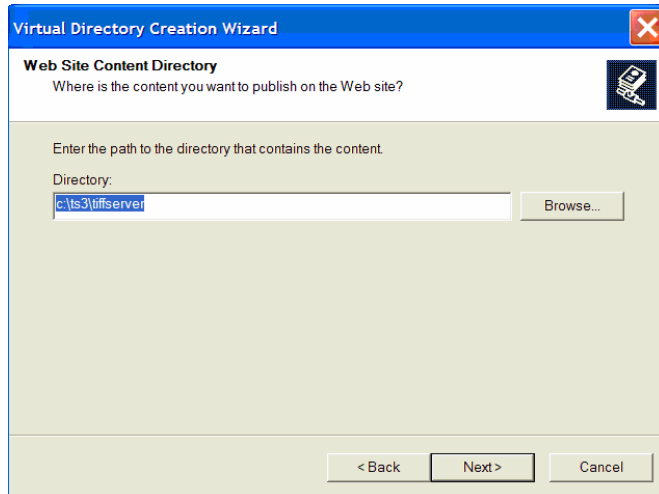 Virtual Directory Creation Wizard
Web Site Content Directory
Where is the content you want to publish on the Web site?
Enter the path to the directory that contains the content.
Directory:
c:\ts3\tiffserver
Browse...
< Back
Next >
Cancel